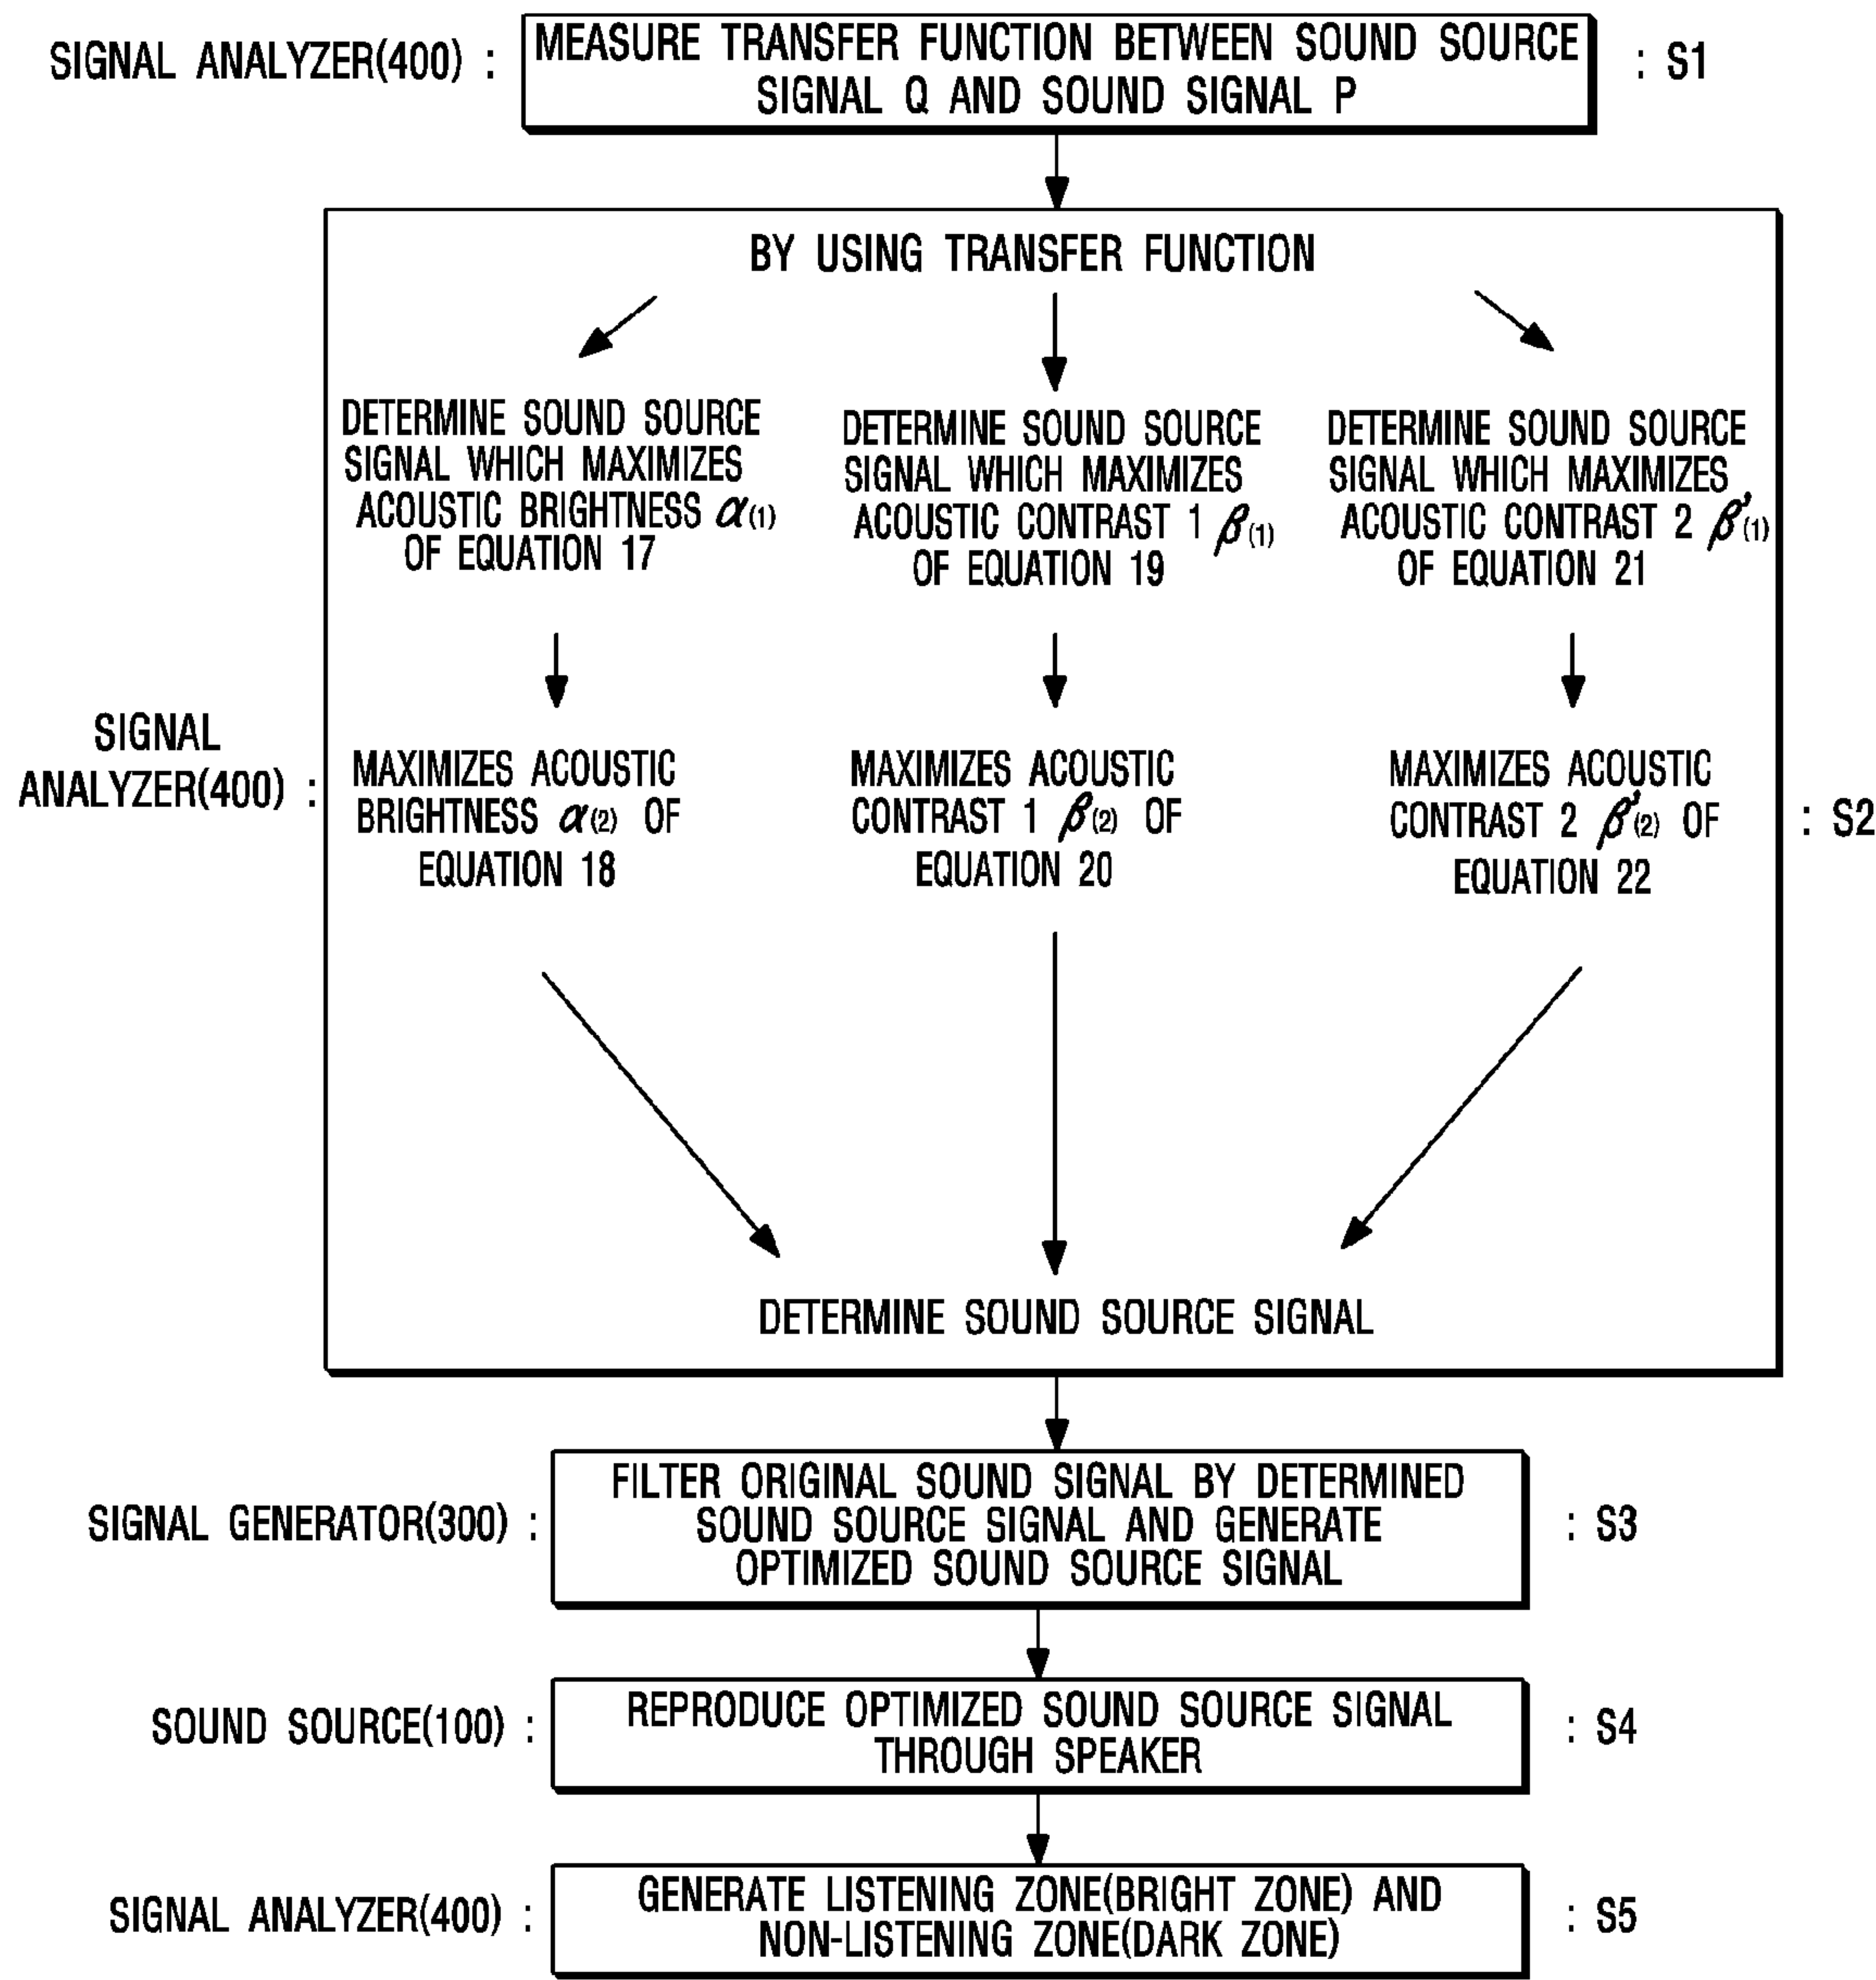 SIGNAL ANALYZER(400) :
MEASURE TRANSFER FUNCTION BETWEEN SOUND SOURCE
SIGNAL Q AND SOUND SIGNAL P
: S1
BY USING TRANSFER FUNCTION
DETERMINE SOUND SOURCE
SIGNAL WHICH MAXIMIZES
ACOUSTIC BRIGHTNESS α(1)
OF EQUATION 17
DETERMINE SOUND SOURCE
SIGNAL WHICH MAXIMIZES
ACOUSTIC CONTRAST 1 β(1)
OF EQUATION 19
DETERMINE SOUND SOURCE
SIGNAL WHICH MAXIMIZES
ACOUSTIC CONTRAST 2 β'(1)
OF EQUATION 21
SIGNAL
ANALYZER(400) :
MAXIMIZES ACOUSTIC
BRIGHTNESS α(2) OF
EQUATION 18
MAXIMIZES ACOUSTIC
CONTRAST 1 β(2) OF
EQUATION 20
MAXIMIZES ACOUSTIC
CONTRAST 2 β'(2) OF
EQUATION 22
: S2
DETERMINE SOUND SOURCE SIGNAL
SIGNAL GENERATOR(300) :
FILTER ORIGINAL SOUND SIGNAL BY DETERMINED
SOUND SOURCE SIGNAL AND GENERATE
OPTIMIZED SOUND SOURCE SIGNAL
: S3
SOUND SOURCE(100) :
REPRODUCE OPTIMIZED SOUND SOURCE SIGNAL
THROUGH SPEAKER
: S4
SIGNAL ANALYZER(400) :
GENERATE LISTENING ZONE(BRIGHT ZONE) AND
NON-LISTENING ZONE(DARK ZONE)
: S5